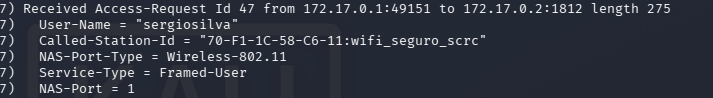 7) Received Access-Request Id 47 from 172.17.0.1:49151 to 172.17.0.2:1812 length 275
7)   User-Name = "sergiosilva"
7)   Called-Station-Id = "70-F1-1C-58-C6-11:wifi_seguro_scrc"
7)   NAS-Port-Type = Wireless-802.11
7)   Service-Type = Framed-User
7)   NAS-Port = 1